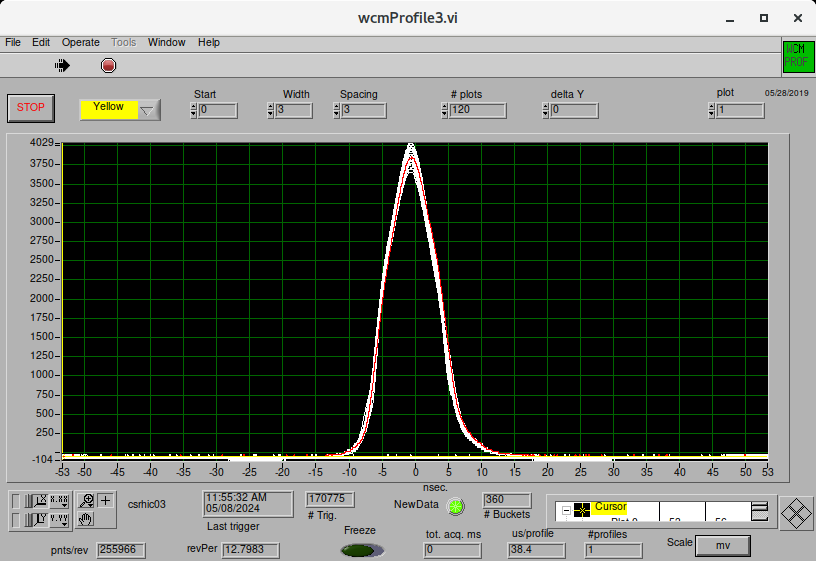 wcmProfile3.vi
File Edit Operate Tools Window Help
WCM
PROF
Start Width Spacing # plots delta Y plot 05/28/2019
STOP Yellow 0 3 3 120 0 1
4029
3750
3500
3250
3000
2750
2500
2250
2000
1750
1500
1250
1000
750
500
250
-104
-53 -50 -45 -40 -35 -30 -25 -20 -15 -10 -5 0 5 10 15 20 25 30 35 40 45 50 53
nsec.
csrhic03
11:55:32 AM
05/08/2024
Last trigger
170775
# Trig.
NewData
360
# Buckets
Cursor
X.XX
Y.YY
Freeze
pnts/rev 255966
revPer 12.7983
tot. acq. ms
0
us/profile
38.4
#profiles
1
Scale mv